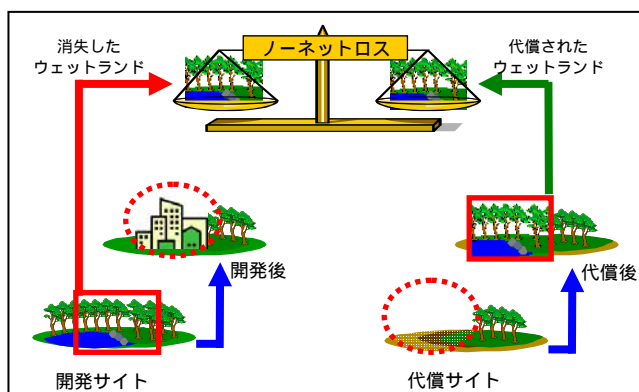 消失した
ウェットランド
ノーネットロス
代償された
ウェットランド
開発後
代償後
開発サイト
代償サイト